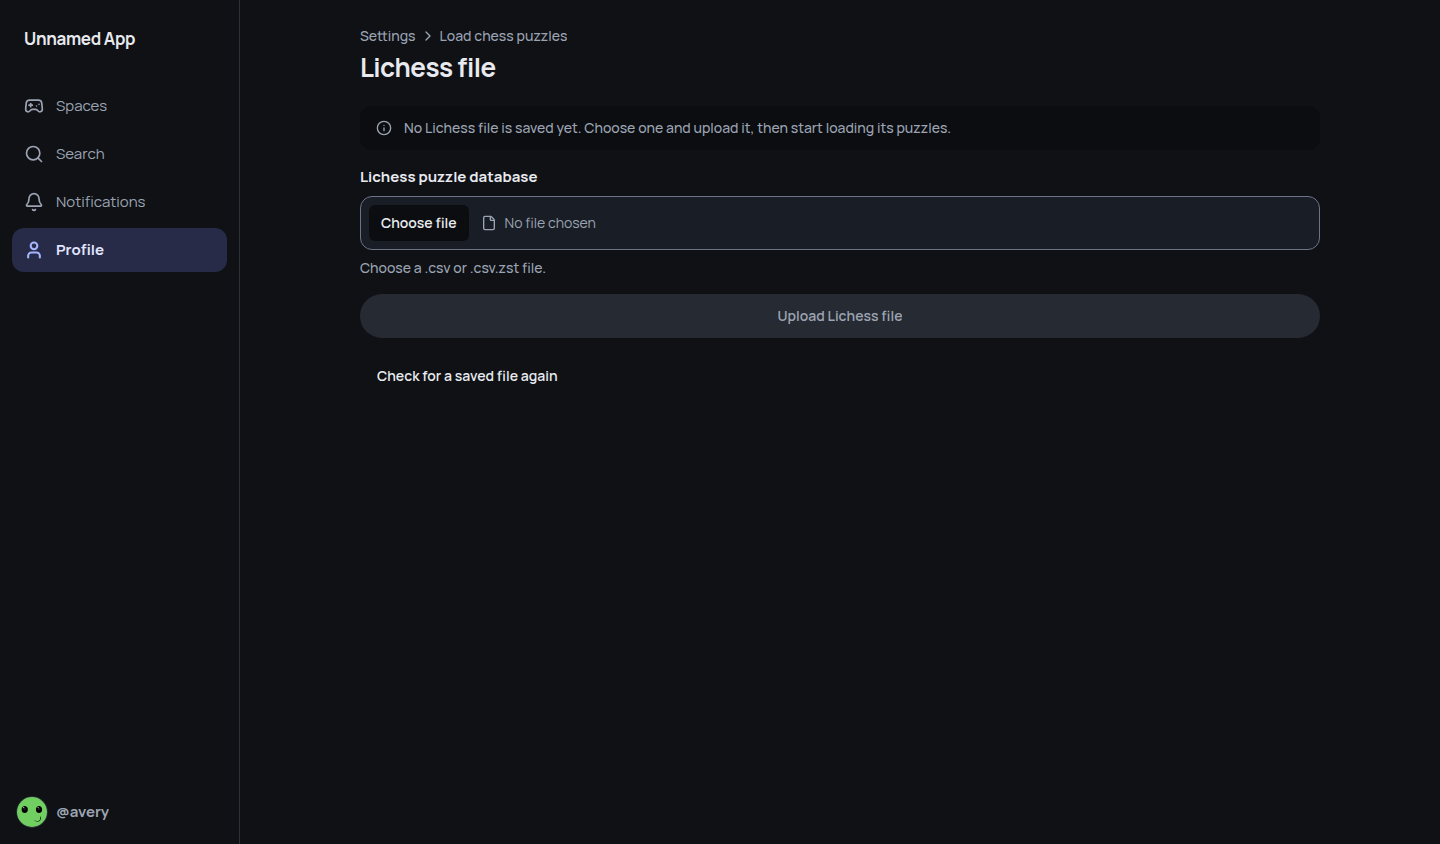 Unnamed App
Spaces
Search
Notifications
Profile
@avery
Settings > Load chess puzzles
Lichess file
No Lichess file is saved yet. Choose one and upload it, then start loading its puzzles.
Lichess puzzle database
Choose file No file chosen
Choose a .csv or .csv.zst file.
Upload Lichess file
Check for a saved file again